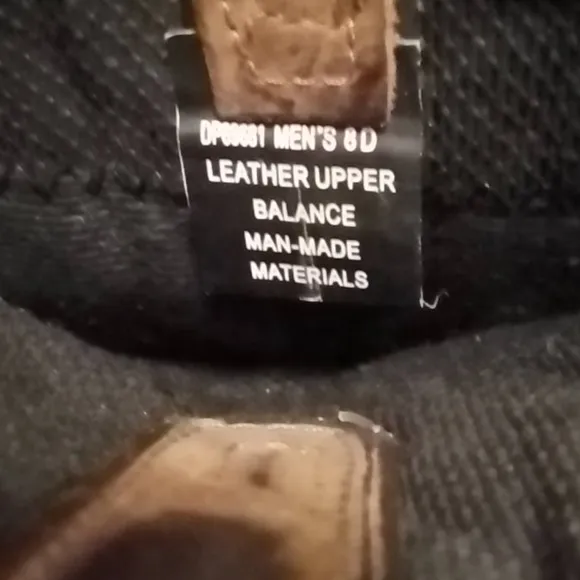 MEN'S 8D
LEATHER UPPER
BALANCE
MAN-MADE
MATERIALS